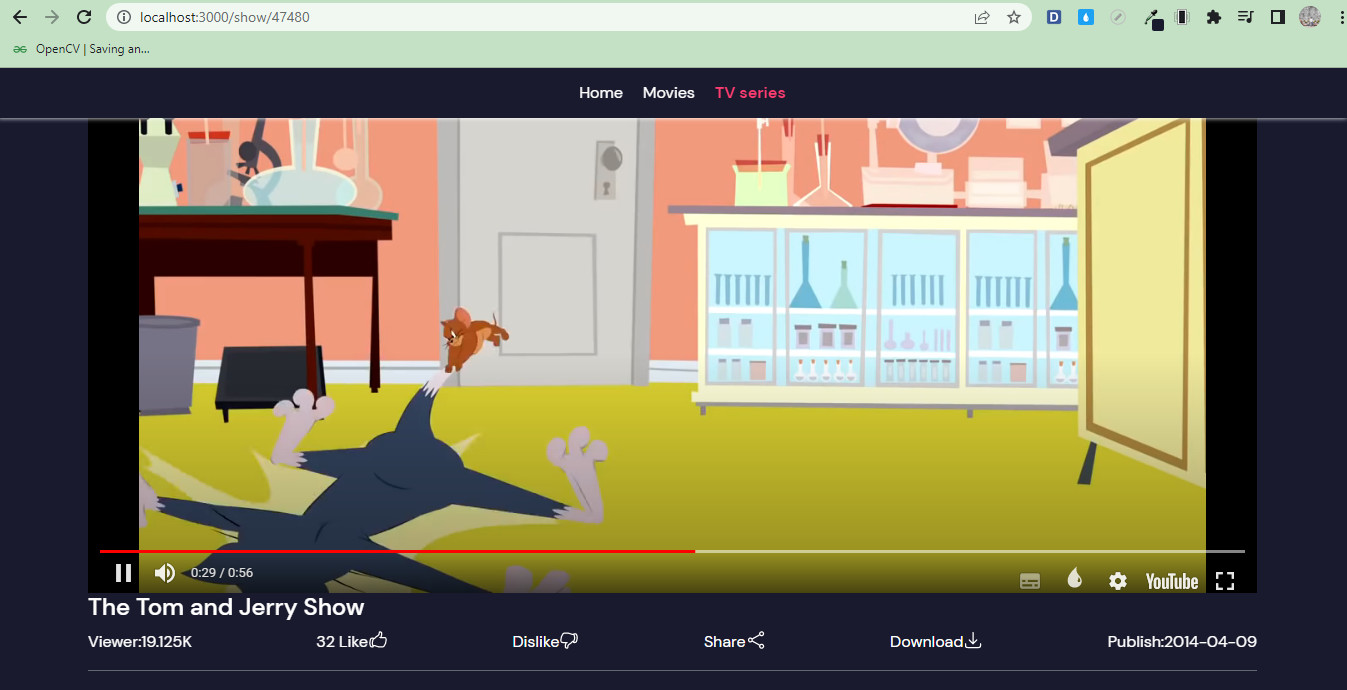 localhost:3000/show/47480
OpenCV | Saving an...
Home Movies TV series
0:29 / 0:56
YouTube
The Tom and Jerry Show
Viewer:19.125K 32 Like Dislike Share Download Publish:2014-04-09